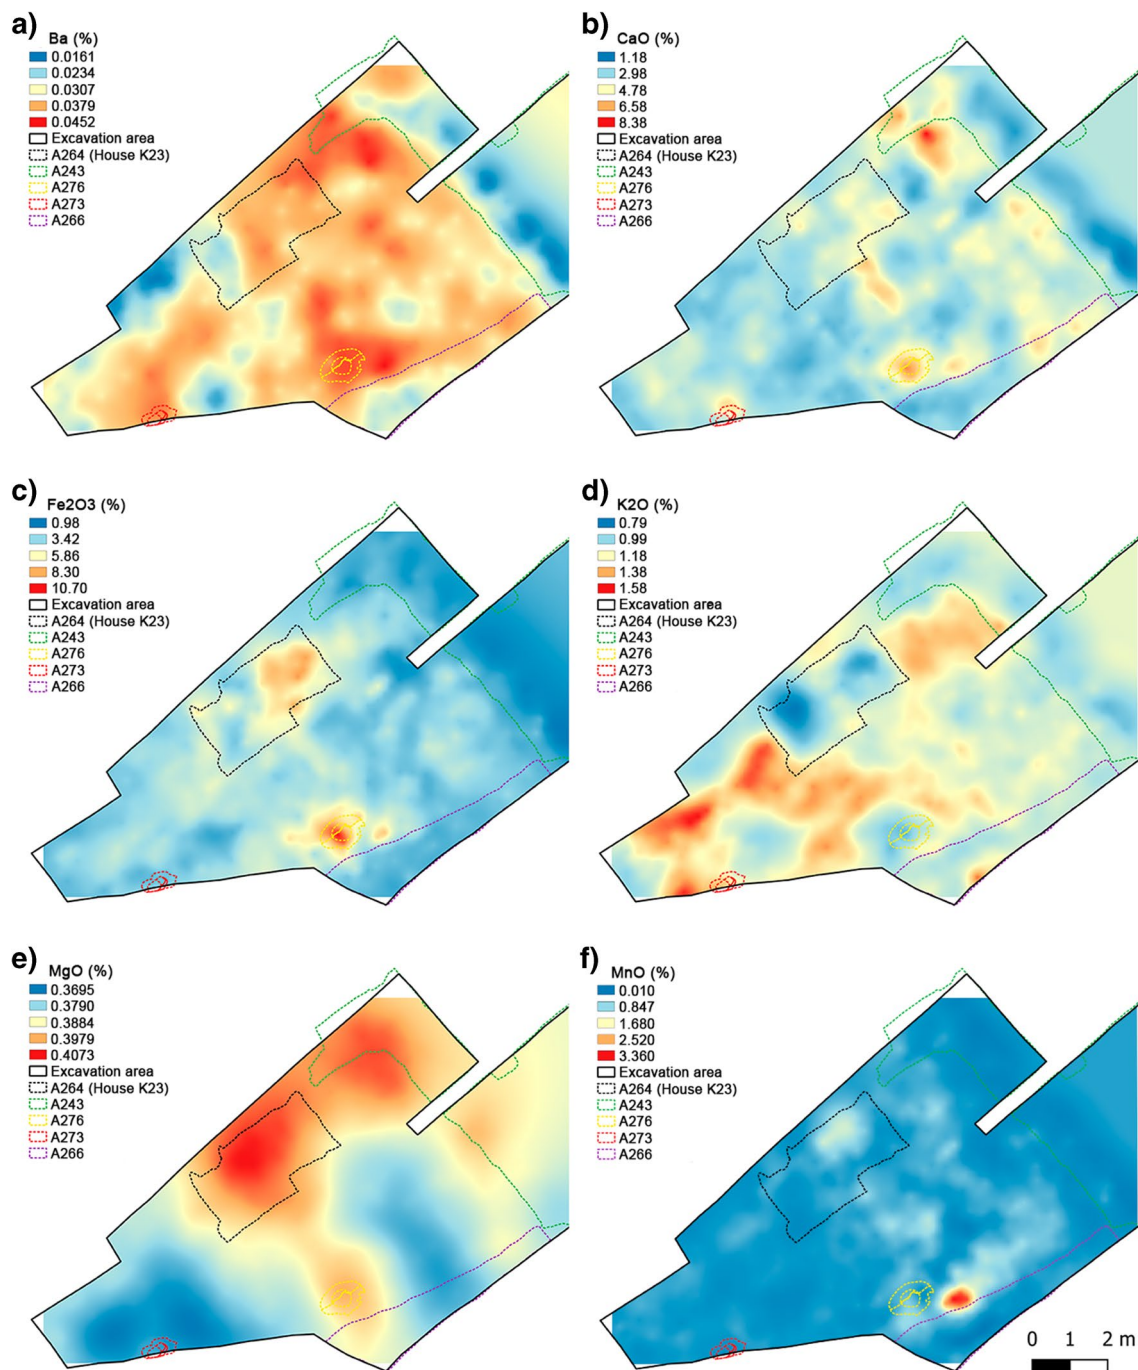 a)
Ba (%)
0.0161
0.0234
0.0307
0.0379
0.0452
Excavation area
A264 (House K23)
A243
A276
A273
A266
b)
CaO (%)
1.18
2.98
4.78
6.58
8.38
Excavation area
A264 (House K23)
A243
A276
A273
A266
c)
Fe2O3 (%)
0.98
3.42
5.86
8.30
10.70
Excavation area
A264 (House K23)
A243
A276
A273
A266
d)
K2O (%)
0.79
0.99
1.18
1.38
1.58
Excavation area
A264 (House K23)
A243
A276
A273
A266
e)
MgO (%)
0.3695
0.3790
0.3884
0.3979
0.4073
Excavation area
A264 (House K23)
A243
A276
A273
A266
f)
MnO (%)
0.010
0.847
1.680
2.520
3.360
Excavation area
A264 (House K23)
A243
A276
A273
A266
0 1 2 m